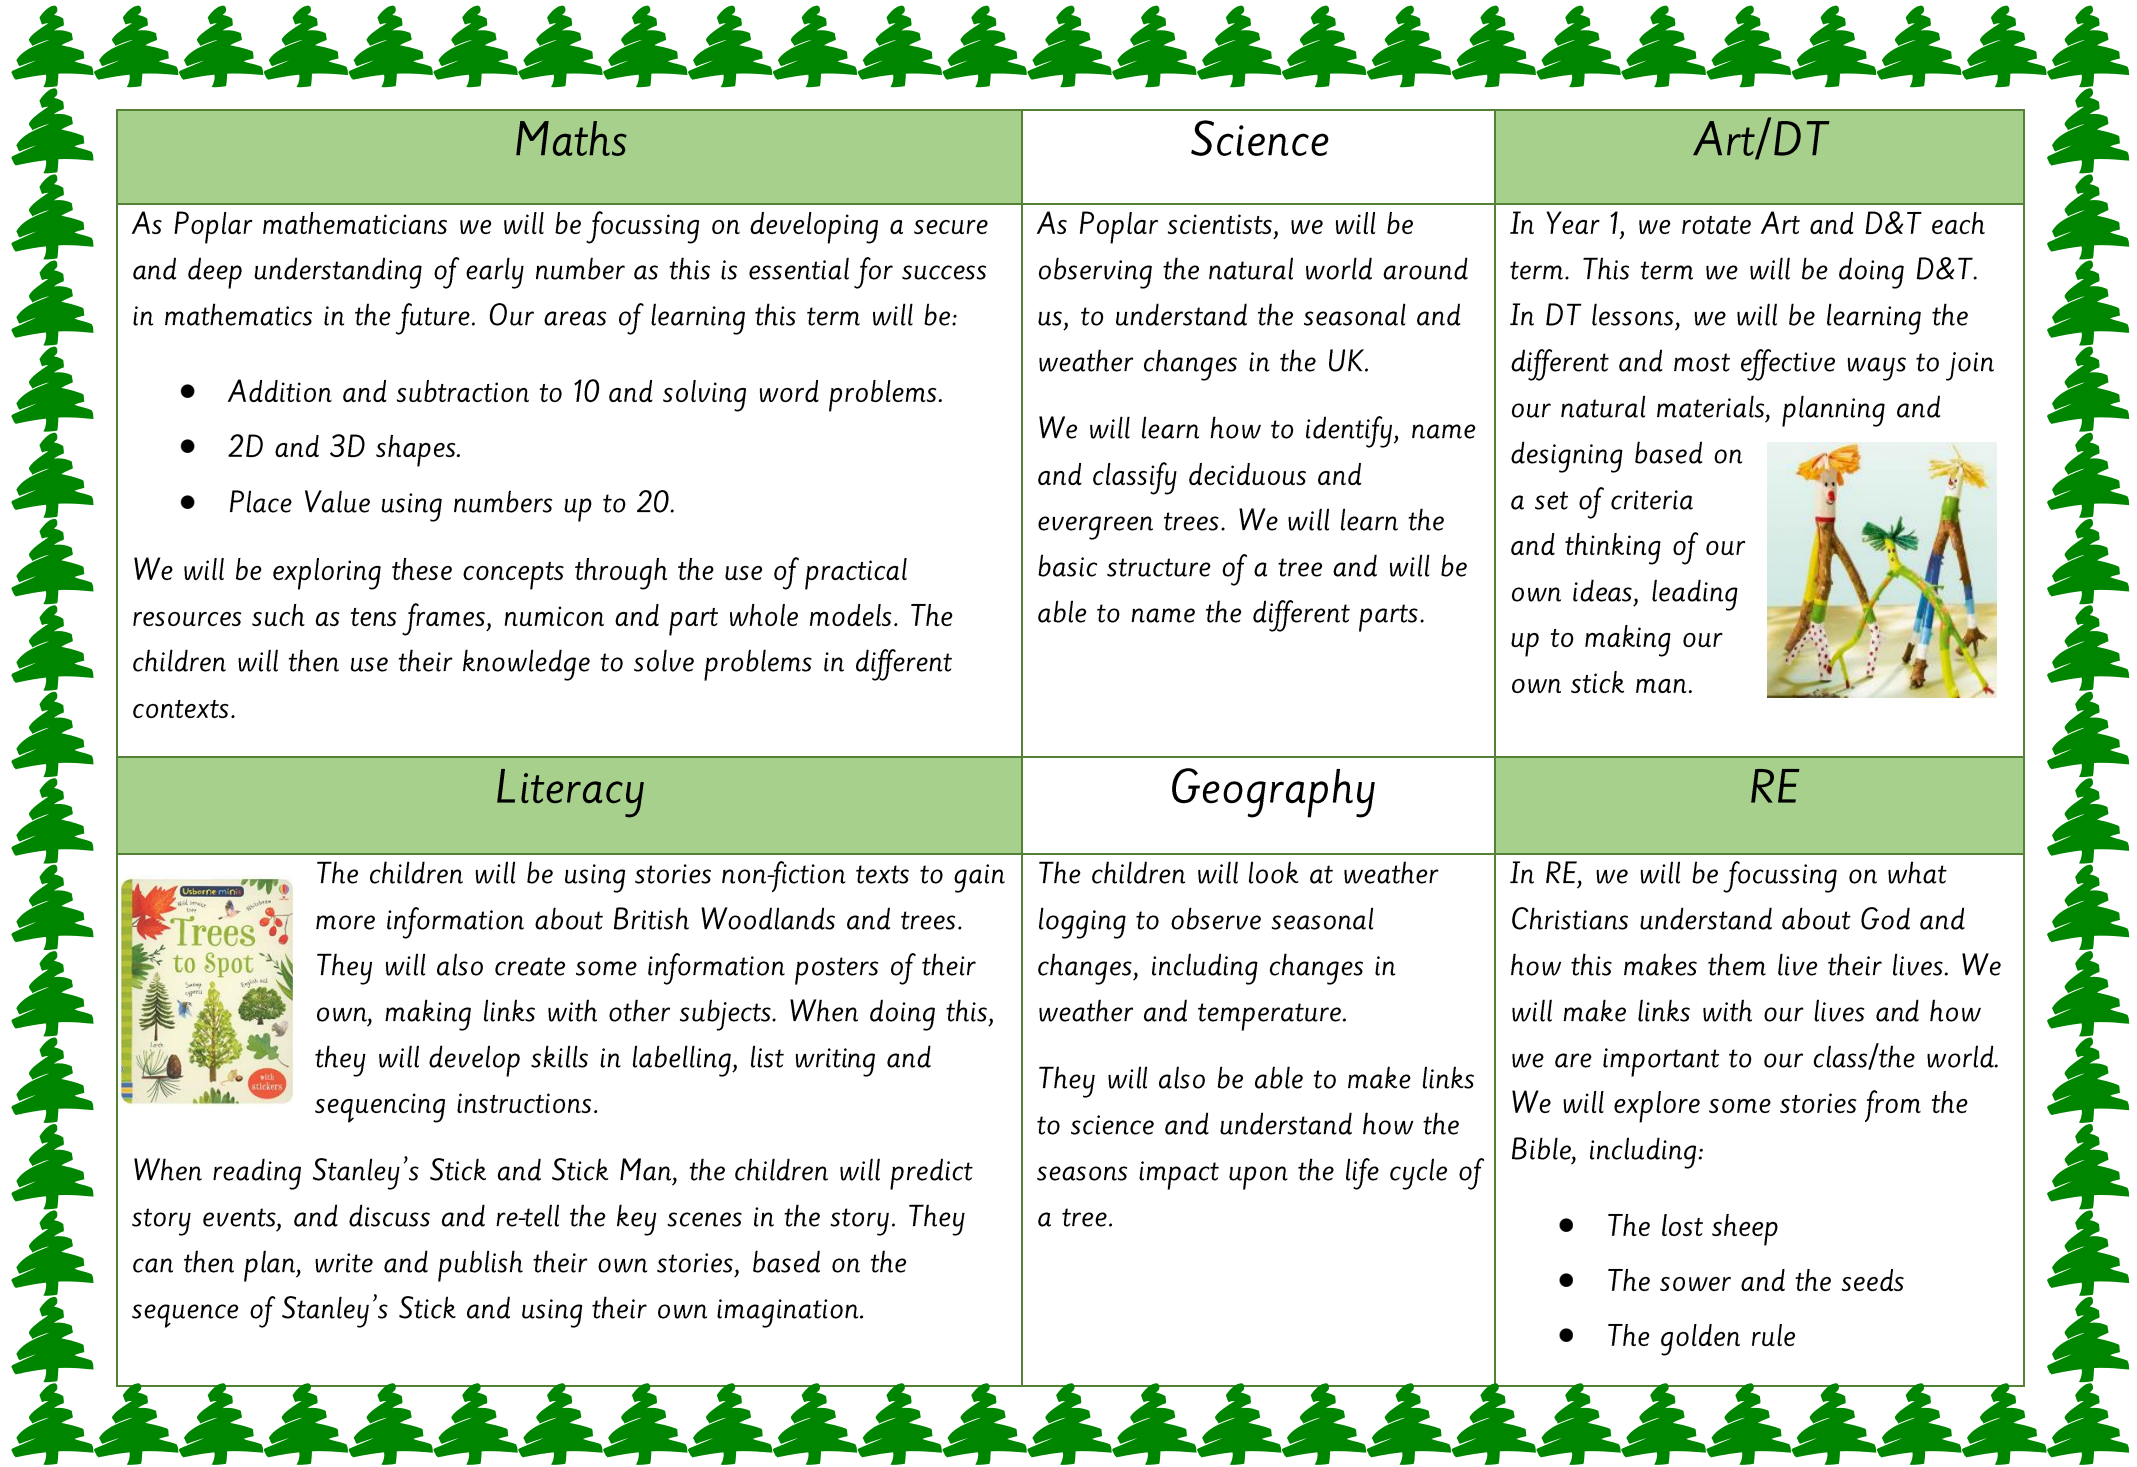 Maths
As Poplar mathematicians we will be focussing on developing a secure
and deep understanding of early number as this is essential for success
in mathematics in the future. Our areas of learning this term will be:
● Addition and subtraction to 10 and solving word problems.
● 2D and 3D shapes.
● Place Value using numbers up to 20.
We will be exploring these concepts through the use of practical
resources such as tens frames, numicon and part whole models. The
children will then use their knowledge to solve problems in different
contexts.
Science
As Poplar scientists, we will be
observing the natural world around
us, to understand the seasonal and
weather changes in the UK.
We will learn how to identify, name
and classify deciduous and
evergreen trees. We will learn the
basic structure of a tree and will be
able to name the different parts.
Art/DT
In Year 1, we rotate Art and D&T each
term. This term we will be doing D&T.
In DT lessons, we will be learning the
different and most effective ways to join
our natural materials, planning and
designing based on
a set of criteria
and thinking of our
own ideas, leading
up to making our
own stick man.
Literacy
Usborne minis
Wild service
tree
Whitebeam
Trees
to Spot
Swamp
cypress
English oak
Larch
with
stickers
The children will be using stories non-fiction texts to gain
more information about British Woodlands and trees.
They will also create some information posters of their
own, making links with other subjects. When doing this,
they will develop skills in labelling, list writing and
sequencing instructions.
When reading Stanley's Stick and Stick Man, the children will predict
story events, and discuss and re-tell the key scenes in the story. They
can then plan, write and publish their own stories, based on the
sequence of Stanley's Stick and using their own imagination.
Geography
The children will look at weather
logging to observe seasonal
changes, including changes in
weather and temperature.
They will also be able to make links
to science and understand how the
seasons impact upon the life cycle of
a tree.
RE
In RE, we will be focussing on what
Christians understand about God and
how this makes them live their lives. We
will make links with our lives and how
we are important to our class/the world.
We will explore some stories from the
Bible, including:
● The lost sheep
● The sower and the seeds
● The golden rule